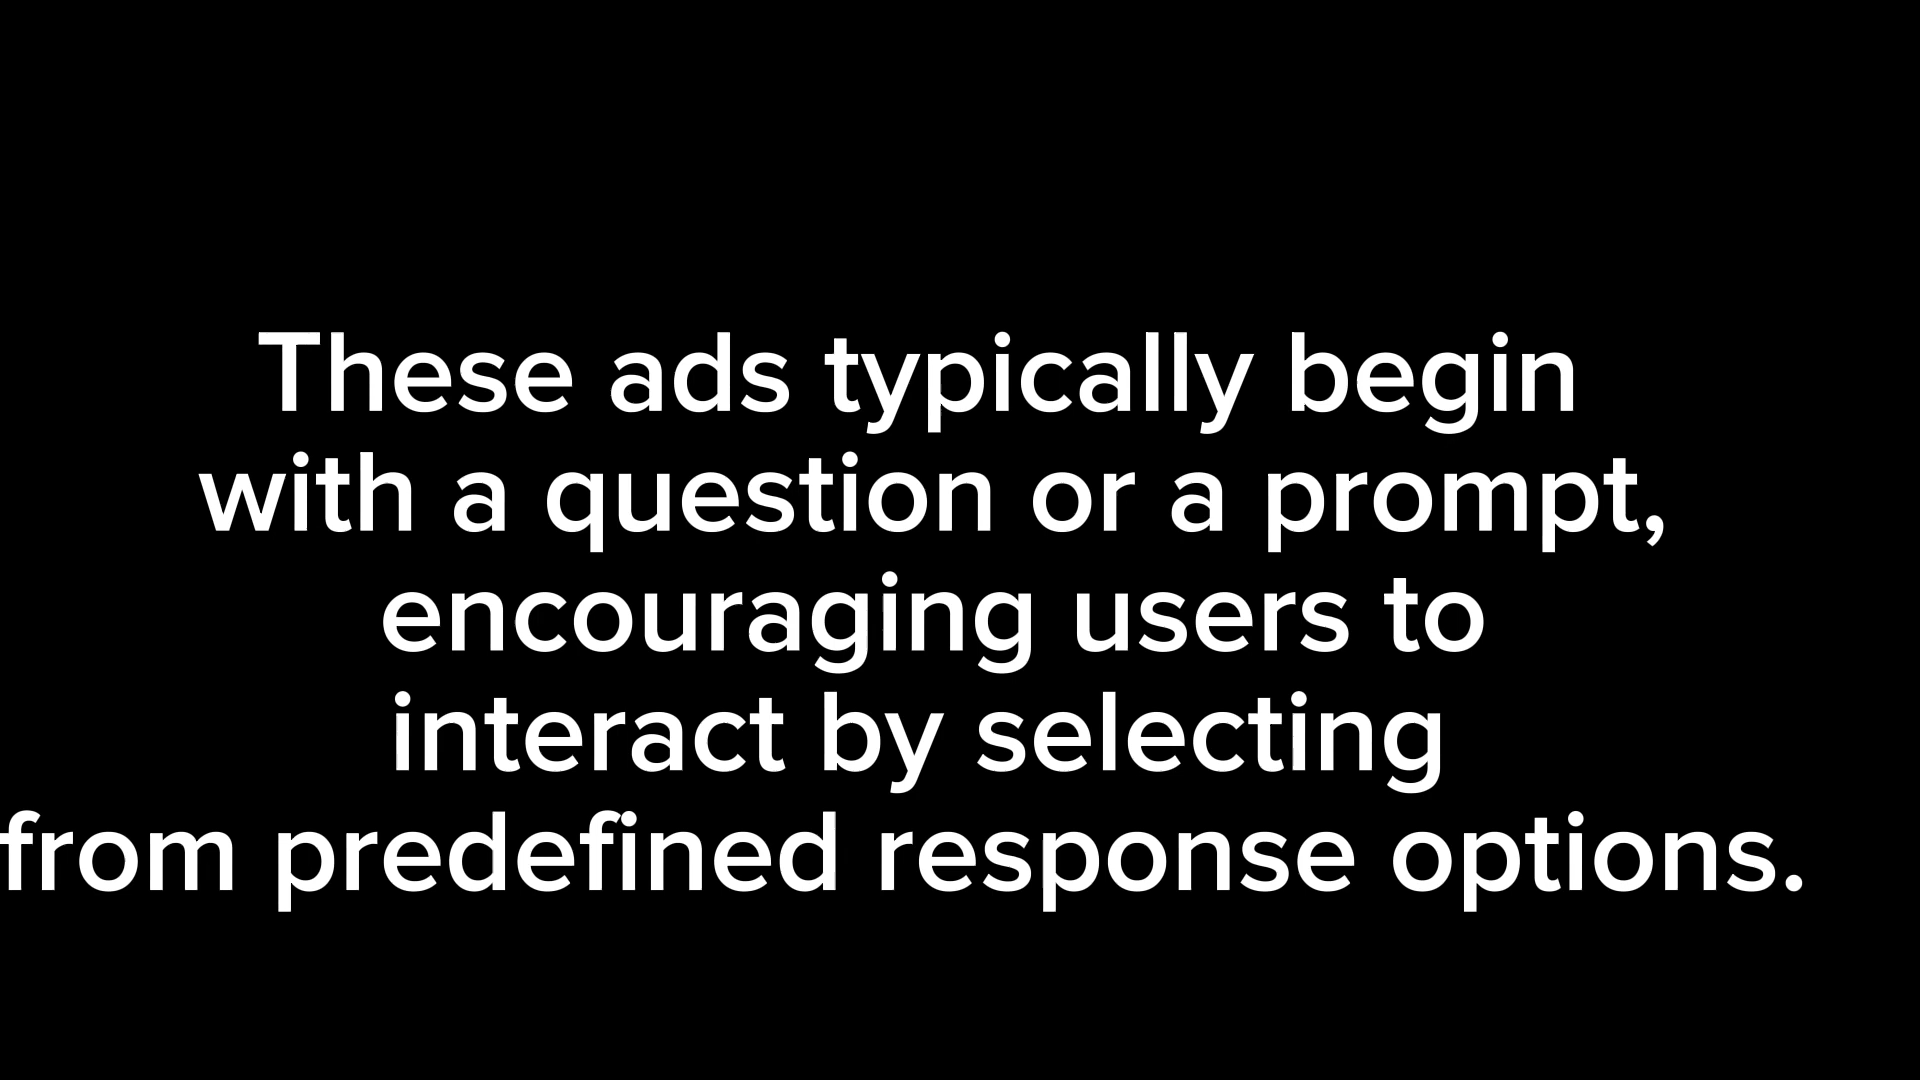 These ads typically begin
with a question or a prompt,
encouraging users to
interact by selecting
from predefined response options.